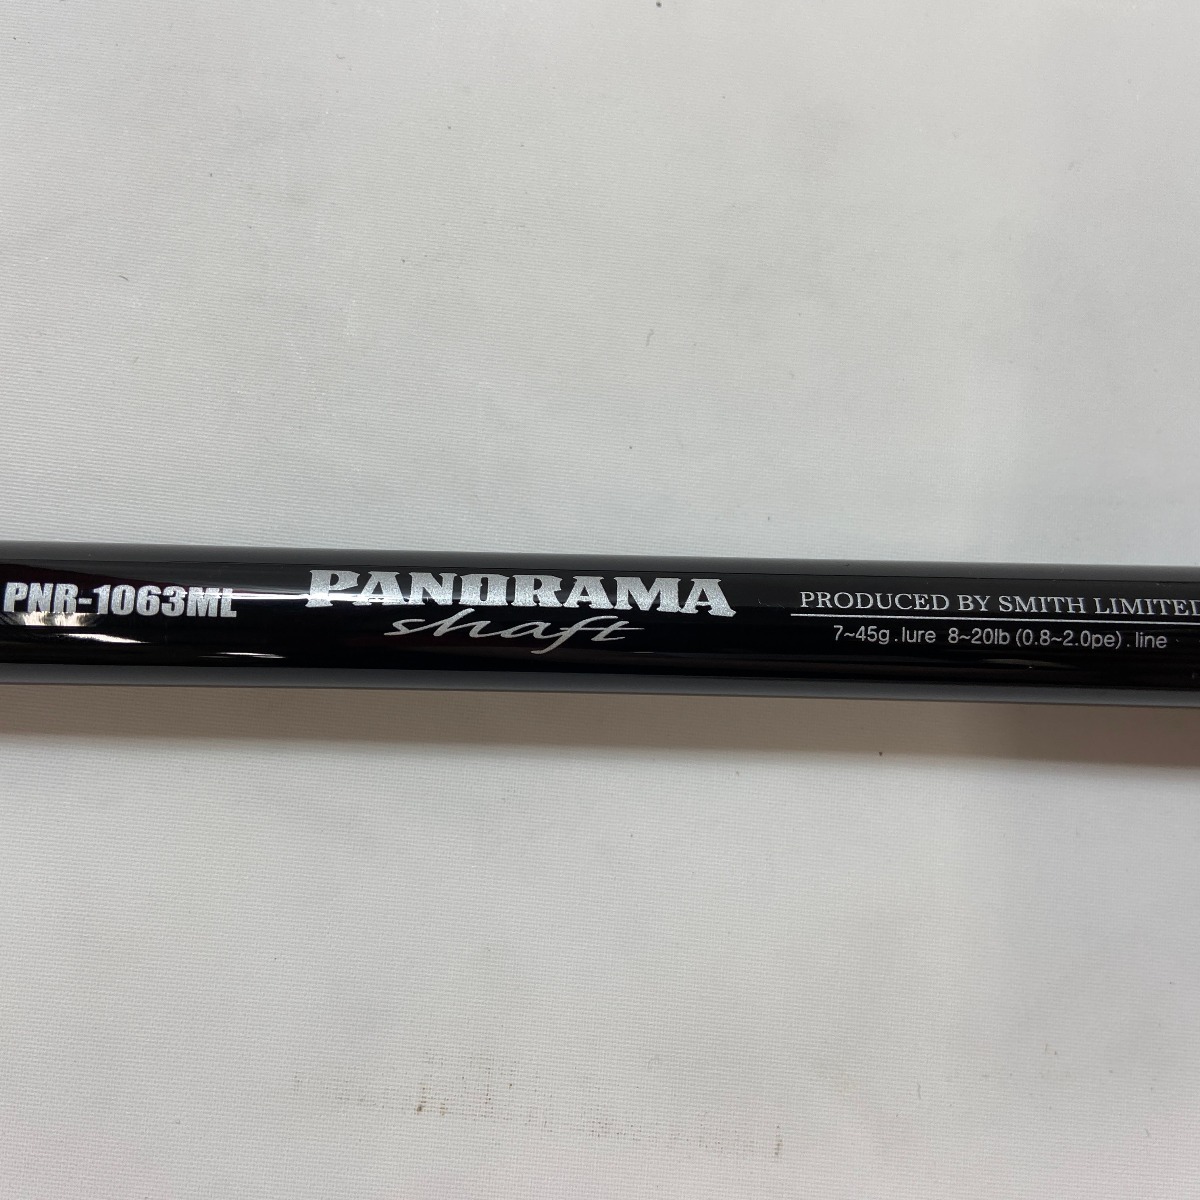 PNR-1063ML
PANORAMA
shaft
PRODUCED BY SMITH LIMITED
7~45g.lure 8~20lb (0.8~2.0pe).line